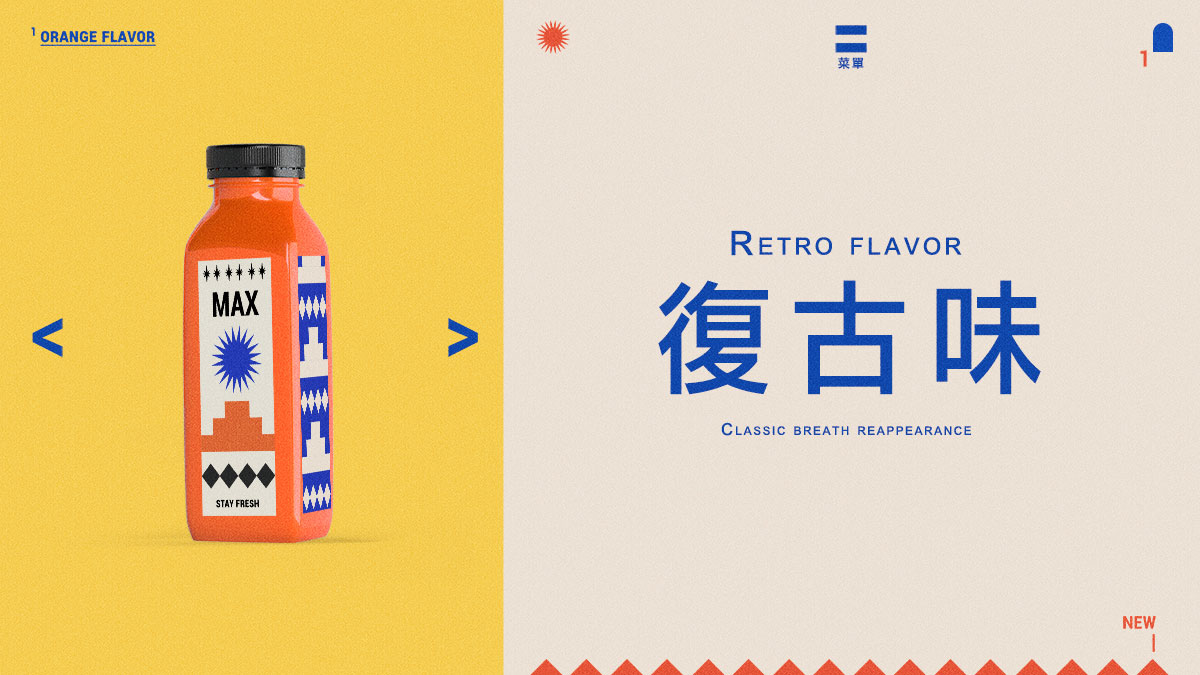 1 ORANGE FLAVOR
<
>
MAX
STAY FRESH
菜單
1
RETRO FLAVOR
復古味
CLASSIC BREATH REAPPEARANCE
NEW